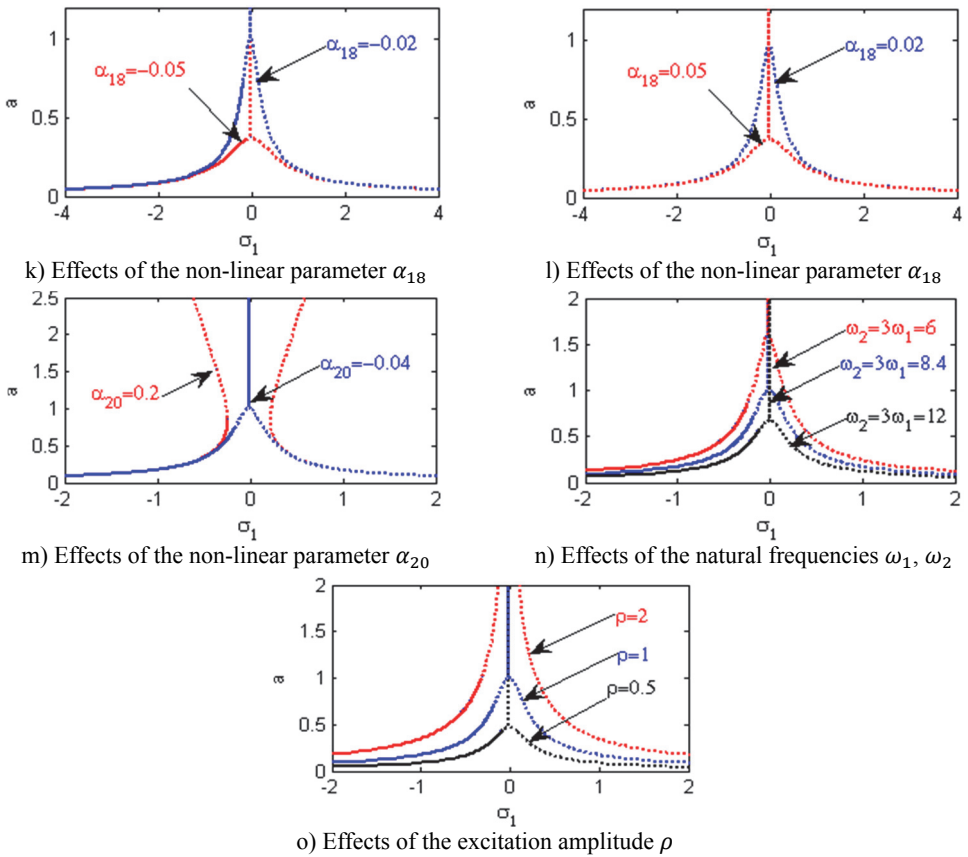 1
0.5
0
a
α18=−0.02
α18=−0.05
-4 -2 0 2 4
σ1
k) Effects of the non-linear parameter α18
1
0.5
0
a
α18=0.05
α18=0.02
-4 -2 0 2 4
σ1
l) Effects of the non-linear parameter α18
2.5
2
1.5
1
0.5
0
a
α20=0.2
α20=−0.04
-2 -1 0 1 2
σ1
m) Effects of the non-linear parameter α20
2
1.5
1
0.5
0
a
ω2=3ω1=6
ω2=3ω1=8.4
ω2=3ω1=12
-2 -1 0 1 2
σ1
n) Effects of the natural frequencies ω1, ω2
2
1.5
1
0.5
0
a
ρ=2
ρ=1
ρ=0.5
-2 -1 0 1 2
σ1
o) Effects of the excitation amplitude ρ